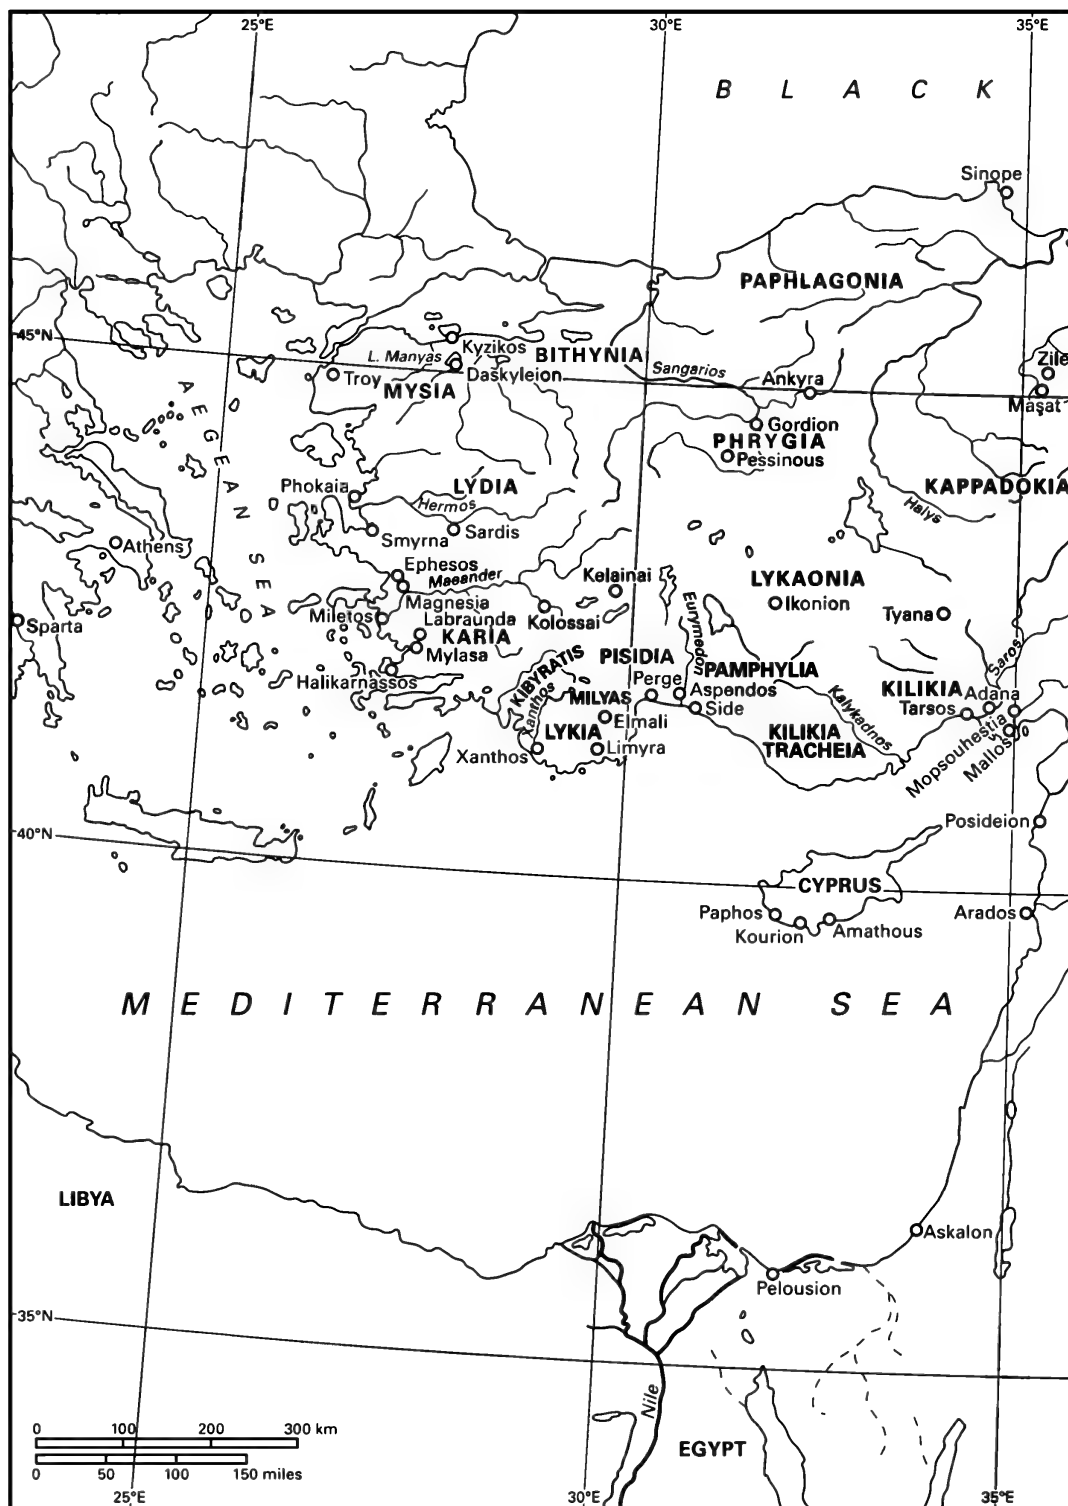 25°E
30°E
35°E
B L A C K
Sinope
PAPHLAGONIA
45°N
Kyzikos
L. Manyas
BITHYNIA
Daskyleion
Troy
MYSIA
Sangarios
Ankyra
Zile
Maşat
Gordion
PHRYGIA
Pessinous
AEGEAN SEA
Phokaia
LYDIA
Hermos
Smyrna
Sardis
KAPPADOKIA
Halys
Athens
Ephesos
Maeander
Magnesia
Kelainai
LYKAONIA
Ikonion
Tyana
Miletos
Labraunda
Kolossai
KARIA
Mylasa
Sparta
Eurymedon
Saros
Halikarnassos
KIBYRATIS
Xanthos
PISIDIA
PAMPHYLIA
Perge
Aspendos
Side
MILYAS
Elmali
Kalykadnos
KILIKIA
Adana
Tarsos
LYKIA
Xanthos
Limyra
KILIKIA
TRACHEIA
Mopsouhestia
Mallos
40°N
Posideion
CYPRUS
Paphos
Kourion
Amathous
Arados
MEDITERRANEAN SEA
LIBYA
Askalon
Pelousion
35°N
Nile
EGYPT
0 100 200 300 km
0 50 100 150 miles
25°E
30°E
35°E